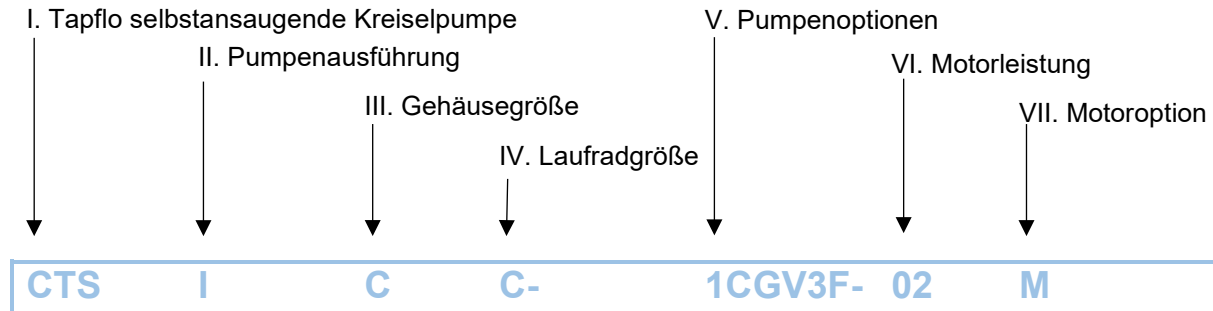 I. Tapflo selbstansaugende Kreiselpumpe
V. Pumpenoptionen
II. Pumpenausführung
VI. Motorleistung
III. Gehäusegröße
VII. Motoroption
IV. Laufradgröße
CTS I C C- 1CGV3F- 02 M